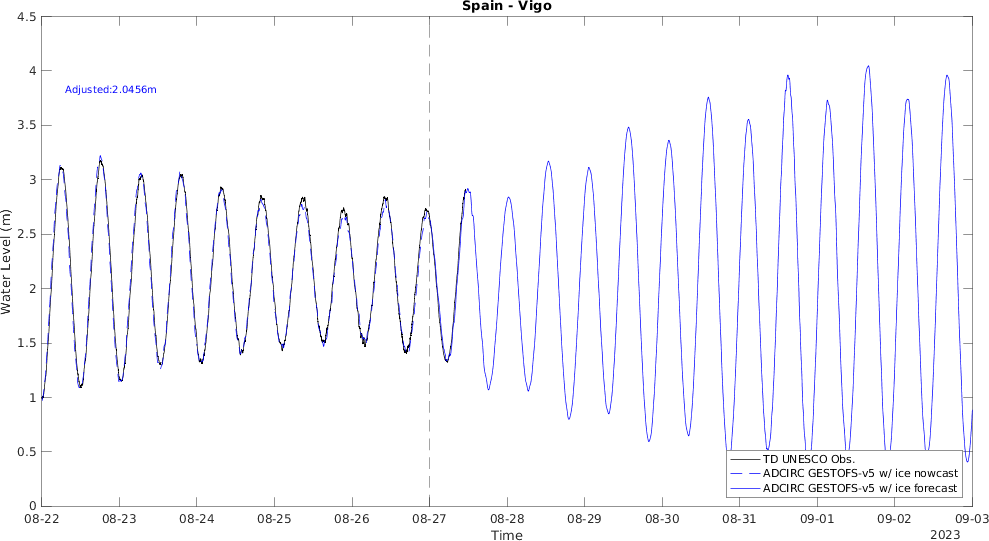 Spain - Vigo
4.5
4
3.5
3
2.5
2
1.5
1
0.5
0
Water Level (m)
Adjusted:2.0456m
TD UNESCO Obs.
ADCIRC GESTOFS-v5 w/ ice nowcast
ADCIRC GESTOFS-v5 w/ ice forecast
08-22 08-23 08-24 08-25 08-26 08-27 08-28 08-29 08-30 08-31 09-01 09-02 09-03
Time
2023